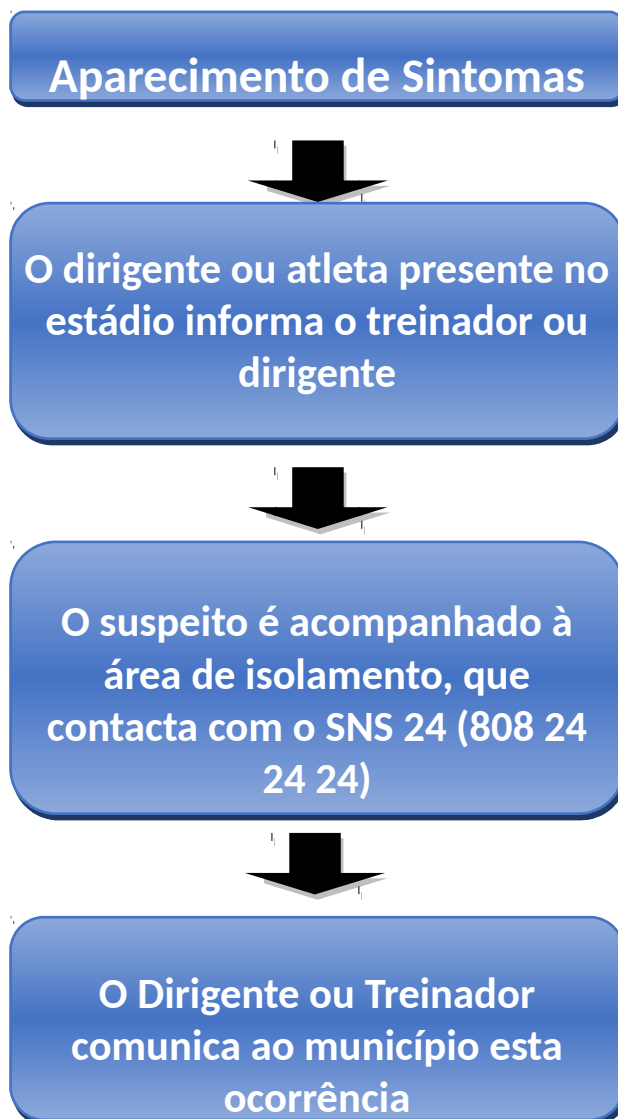 Aparecimento de Sintomas
O dirigente ou atleta presente no
estádio informa o treinador ou
dirigente
O suspeito é acompanhado à
área de isolamento, que
contacta com o SNS 24 (808 24
24 24)
O Dirigente ou Treinador
comunica ao município esta
ocorrência